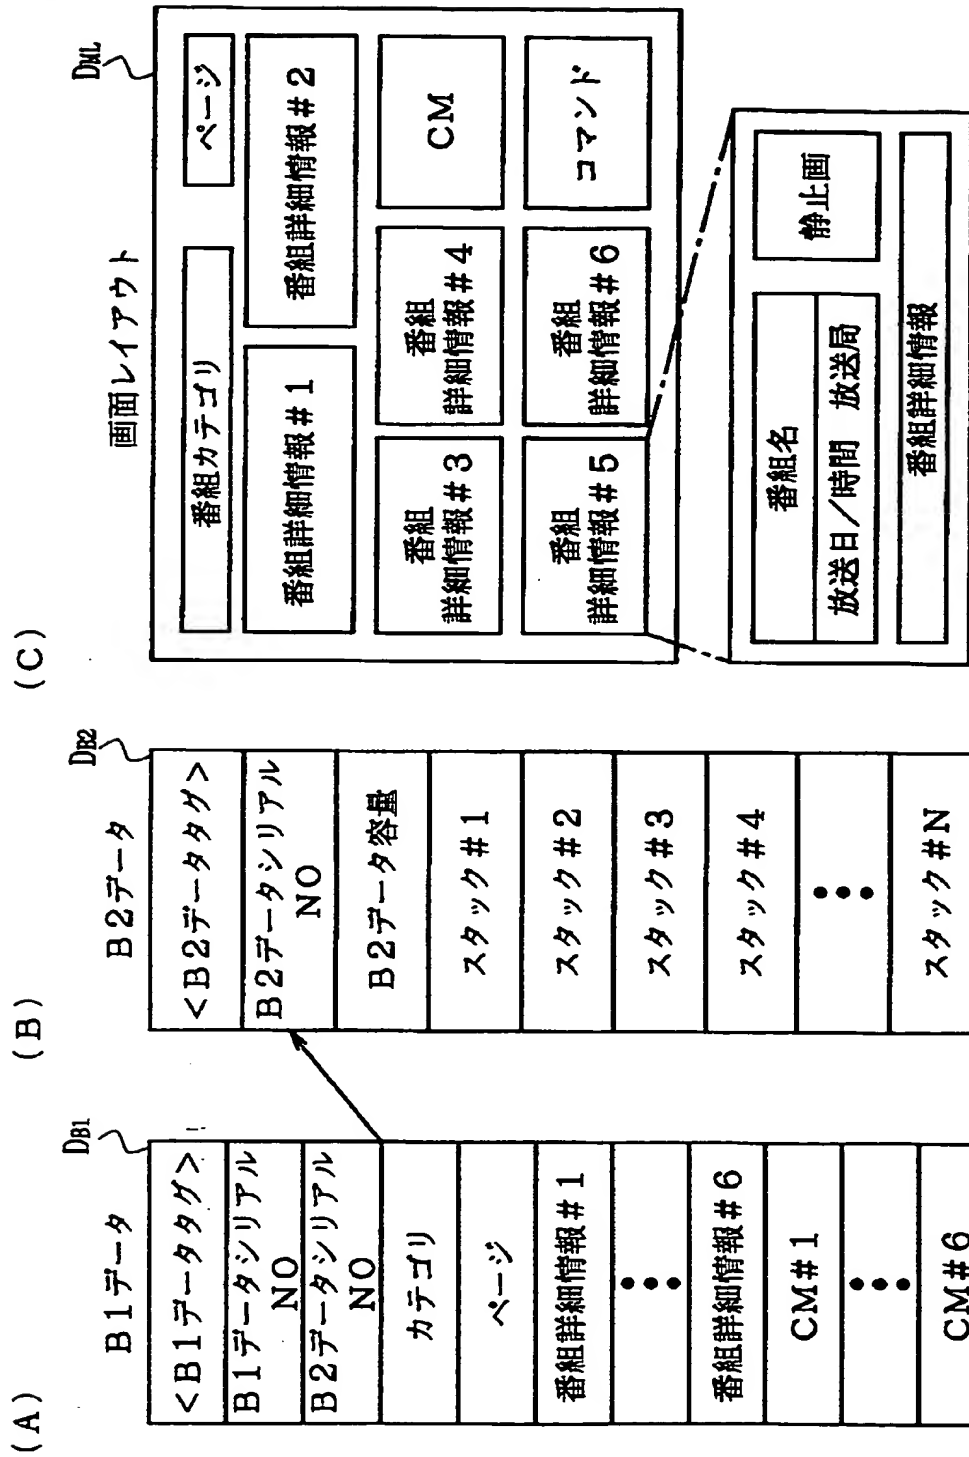 (A)
B1データ
DB1
<B1データタグ>
B1データシリアル
NO
B2データシリアル
NO
カテゴリ
ページ
番組詳細情報#1
•••
番組詳細情報#6
CM#1
•••
CM#6
(B)
B2データ
DB2
<B2データタグ>
B2データシリアル
NO
B2データ容量
スタック#1
スタック#2
スタック#3
スタック#4
•••
スタック#N
(C)
画面レイアウト
番組カテゴリ
ページ
番組詳細情報#1
番組詳細情報#2
番組
詳細情報#3
番組
詳細情報#4
CM
番組
詳細情報#5
番組
詳細情報#6
コマンド
番組名
放送日/時間 放送局
静止画
番組詳細情報